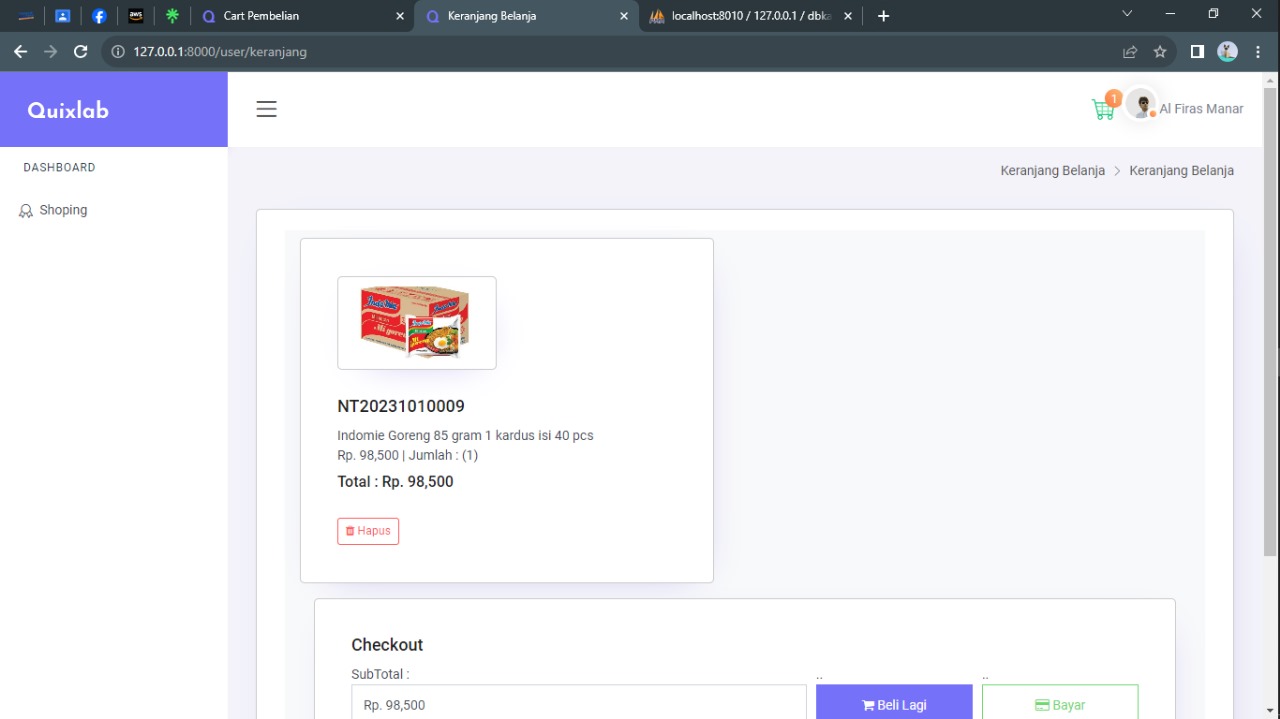 aws
Cart Pembelian
Keranjang Belanja
localhost:8010 / 127.0.0.1 / dbka
127.0.0.1:8000/user/keranjang
Quixlab
1
Al Firas Manar
DASHBOARD
Keranjang Belanja > Keranjang Belanja
Shoping
NT20231010009
Indomie Goreng 85 gram 1 kardus isi 40 pcs
Rp. 98,500 | Jumlah : (1)
Total : Rp. 98,500
Hapus
Checkout
SubTotal :
..
..
Rp. 98,500
Beli Lagi
Bayar